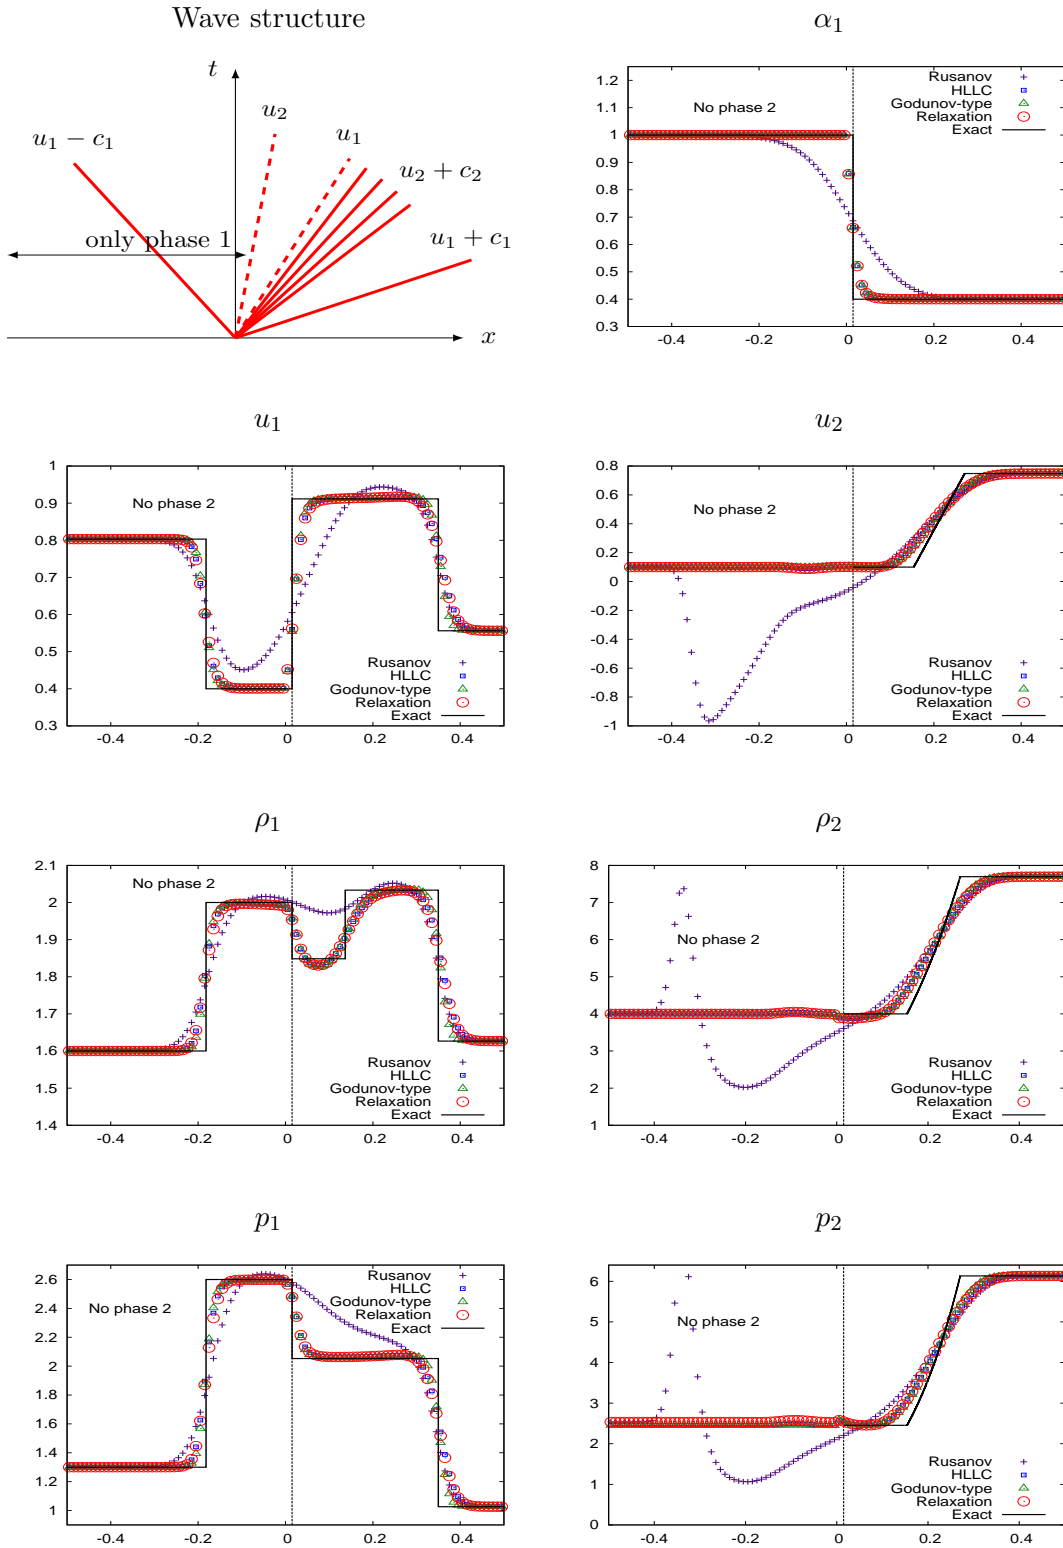 Wave structure
t
u₂
u₁
u₁ − c₁
u₂ + c₂
only phase 1
u₁ + c₁
x
α₁
1.2
1.1
1
0.9
0.8
0.7
0.6
0.5
0.4
0.3
-0.4
-0.2
0
0.2
0.4
No phase 2
Rusanov
HLLC
Godunov-type
Relaxation
Exact
u₁
1
0.9
0.8
0.7
0.6
0.5
0.4
0.3
-0.4
-0.2
0
0.2
0.4
No phase 2
Rusanov
HLLC
Godunov-type
Relaxation
Exact
u₂
0.8
0.6
0.4
0.2
0
-0.2
-0.4
-0.6
-0.8
-1
-0.4
-0.2
0
0.2
0.4
No phase 2
Rusanov
HLLC
Godunov-type
Relaxation
Exact
ρ₁
2.1
2
1.9
1.8
1.7
1.6
1.5
1.4
-0.4
-0.2
0
0.2
0.4
No phase 2
Rusanov
HLLC
Godunov-type
Relaxation
Exact
ρ₂
8
7
6
5
4
3
2
1
-0.4
-0.2
0
0.2
0.4
No phase 2
Rusanov
HLLC
Godunov-type
Relaxation
Exact
p₁
2.6
2.4
2.2
2
1.8
1.6
1.4
1.2
1
-0.4
-0.2
0
0.2
0.4
No phase 2
Rusanov
HLLC
Godunov-type
Relaxation
Exact
p₂
6
5
4
3
2
1
0
-0.4
-0.2
0
0.2
0.4
No phase 2
Rusanov
HLLC
Godunov-type
Relaxation
Exact